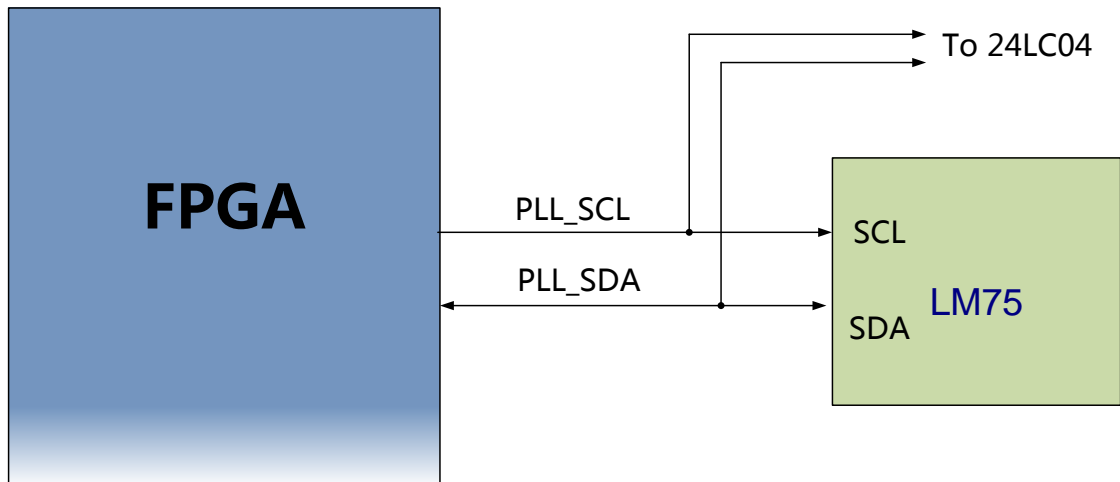 To 24LC04
FPGA
PLL_SCL
SCL
PLL_SDA
LM75
SDA